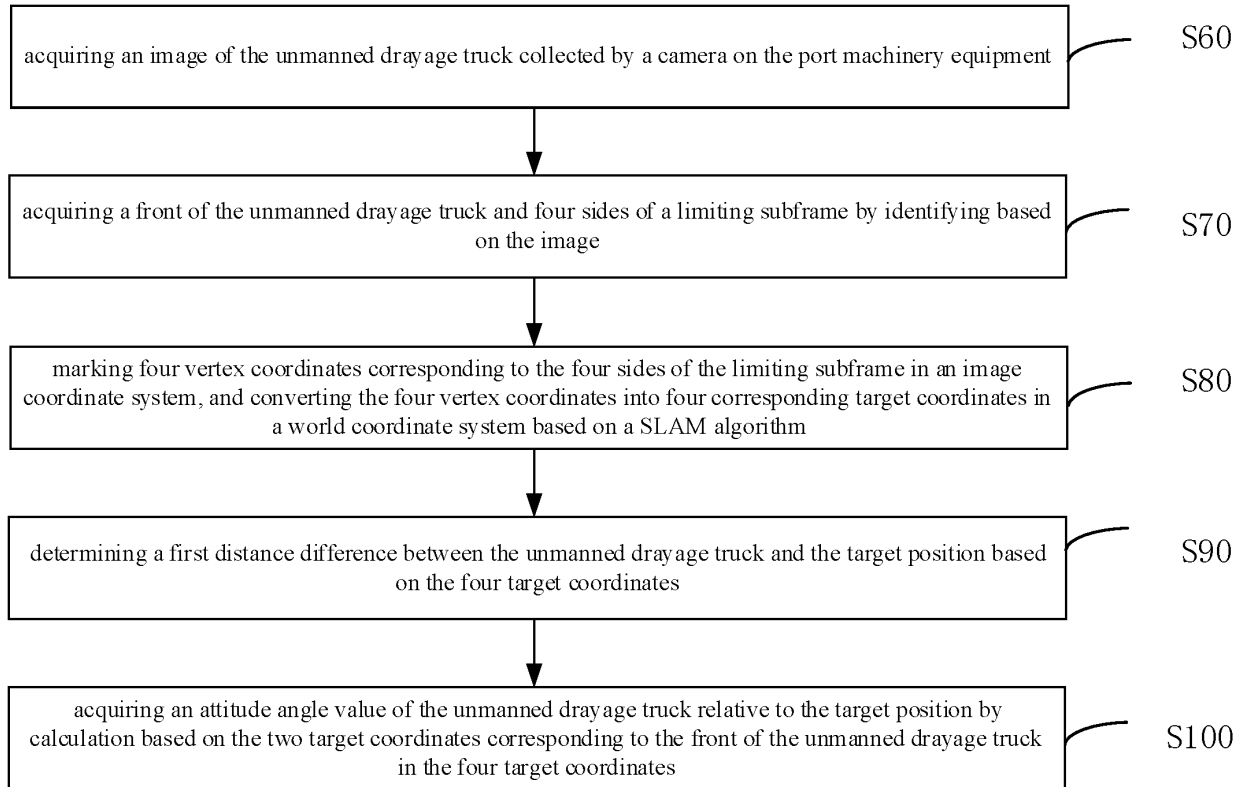 acquiring an image of the unmanned drayage truck collected by a camera on the port machinery equipment
S60
acquiring a front of the unmanned drayage truck and four sides of a limiting subframe by identifying based
on the image
S70
marking four vertex coordinates corresponding to the four sides of the limiting subframe in an image
coordinate system, and converting the four vertex coordinates into four corresponding target coordinates in
a world coordinate system based on a SLAM algorithm
S80
determining a first distance difference between the unmanned drayage truck and the target position based
on the four target coordinates
S90
acquiring an attitude angle value of the unmanned drayage truck relative to the target position by
calculation based on the two target coordinates corresponding to the front of the unmanned drayage truck
in the four target coordinates
S100